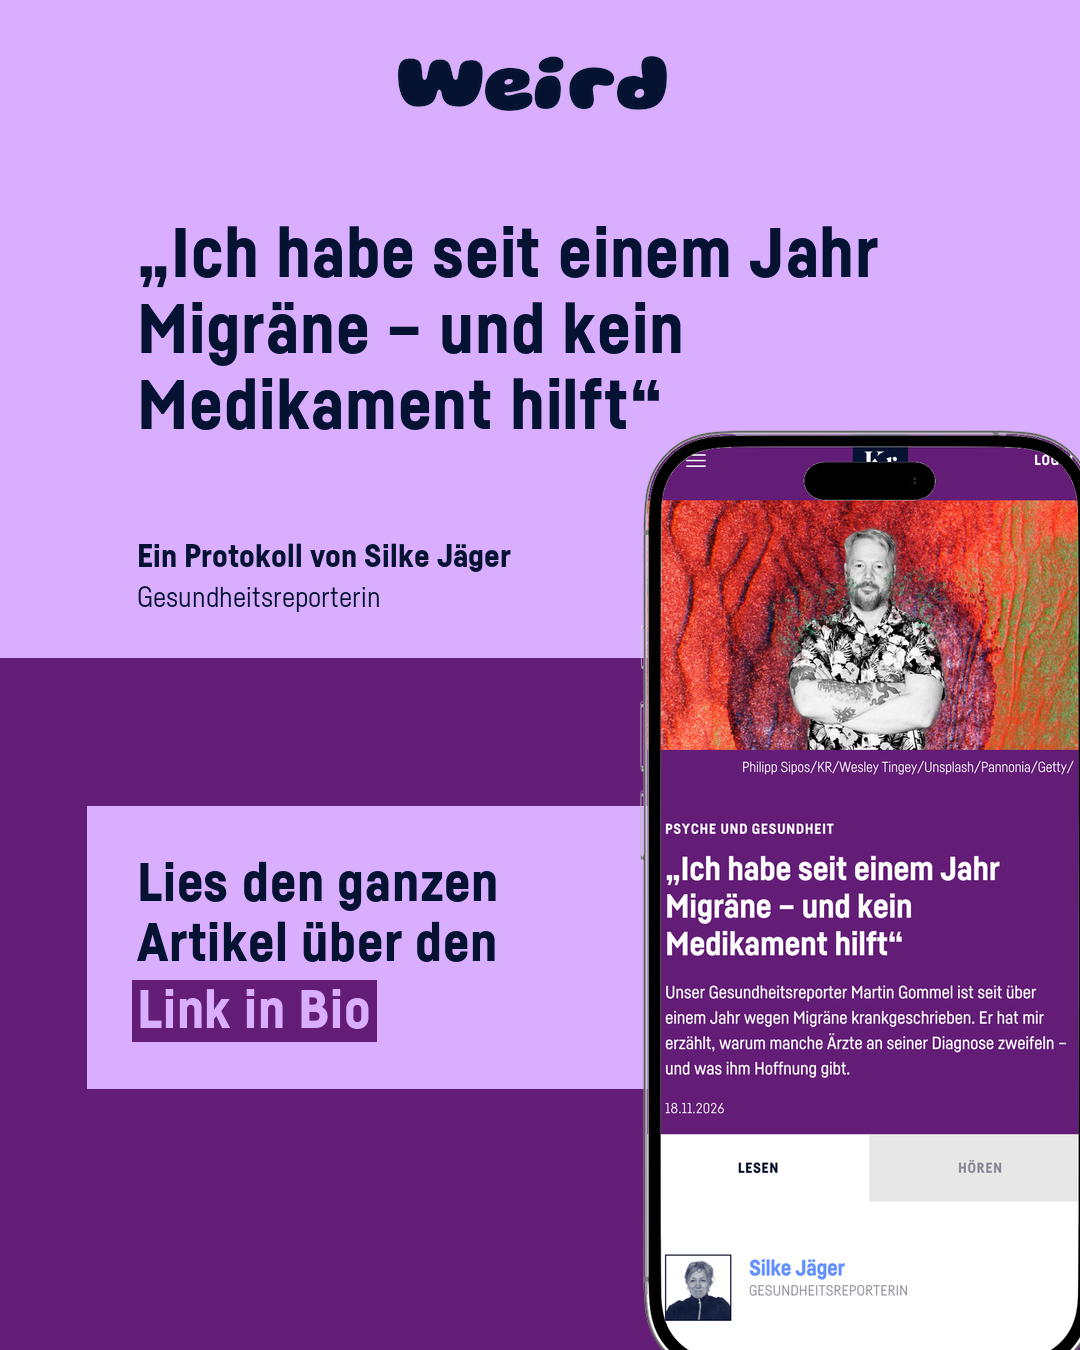 Weird
„Ich habe seit einem Jahr
Migräne – und kein
Medikament hilft“
Ein Protokoll von Silke Jäger
Gesundheitsreporterin
Lies den ganzen
Artikel über den
Link in Bio
Kr
LOG
Philipp Sipos/KR/Wesley Tingey/Unsplash/Pannonia/Getty/
PSYCHE UND GESUNDHEIT
„Ich habe seit einem Jahr
Migräne – und kein
Medikament hilft“
Unser Gesundheitsreporter Martin Gommel ist seit über
einem Jahr wegen Migräne krankgeschrieben. Er hat mir
erzählt, warum manche Ärzte an seiner Diagnose zweifeln –
und was ihm Hoffnung gibt.
18.11.2026
LESEN
HÖREN
Silke Jäger
GESUNDHEITSREPORTERIN